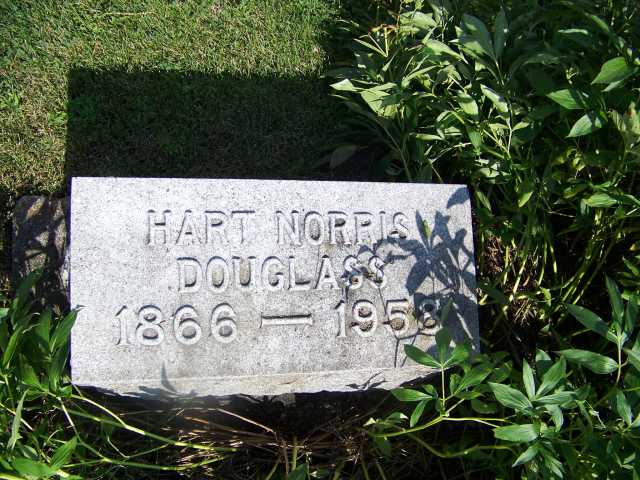 HART NORRIS
DOUGLASS
1866 — 1958